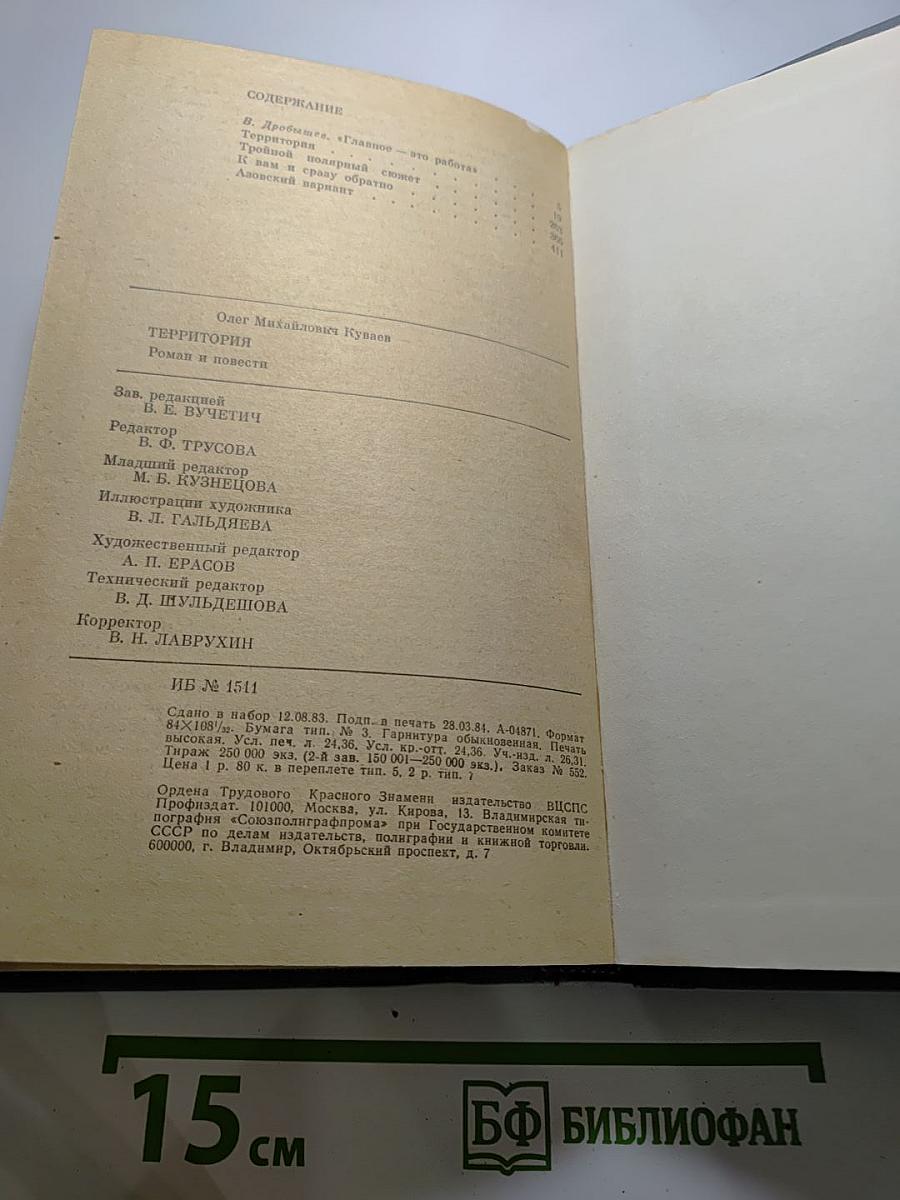 СОДЕРЖАНИЕ
В. Дробышев. «Главное — это работа» . . . 5
Территория . . . . . . . . 19
Тройной полярный сюжет . . . . . 263
К вам и сразу обратно . . . . .
Азовский вариант . . . . . . 411
Олег Михайлович Куваев
ТЕРРИТОРИЯ
Роман и повести
Зав. редакцией
В. Е. ВУЧЕТИЧ
Редактор
В. Ф. ТРУСОВА
Младший редактор
М. Б. КУЗНЕЦОВА
Иллюстрации художника
В. Л. ГАЛЬДЯЕВА
Художественный редактор
А. П. ЕРАСОВ
Технический редактор
В. Д. ШУЛЬДЕШОВА
Корректор
В. Н. ЛАВРУХИН
ИБ № 1511
Сдано в набор 12.08.83. Подп. в печать 28.03.84. А-04871. Формат
84×108¹/₃₂. Бумага тип. № 3. Гарнитура обыкновенная. Печать
высокая. Усл. печ. л. 24,36. Усл. кр.-отт. 24,36. Уч.-изд. л. 26,31.
Тираж 250 000 экз. (2-й зав. 150 001—250 000 экз.). Заказ № 552.
Цена 1 р. 80 к. в переплете тип. 5, 2 р. тип. 7
Ордена Трудового Красного Знамени издательство ВЦСПС
Профиздат. 101000, Москва, ул. Кирова, 13. Владимирская ти-
пография «Союзполиграфпрома» при Государственном комитете
СССР по делам издательств, полиграфии и книжной торговли.
600000, г. Владимир, Октябрьский проспект, д. 7
15 см
БФ БИБЛИОФАН